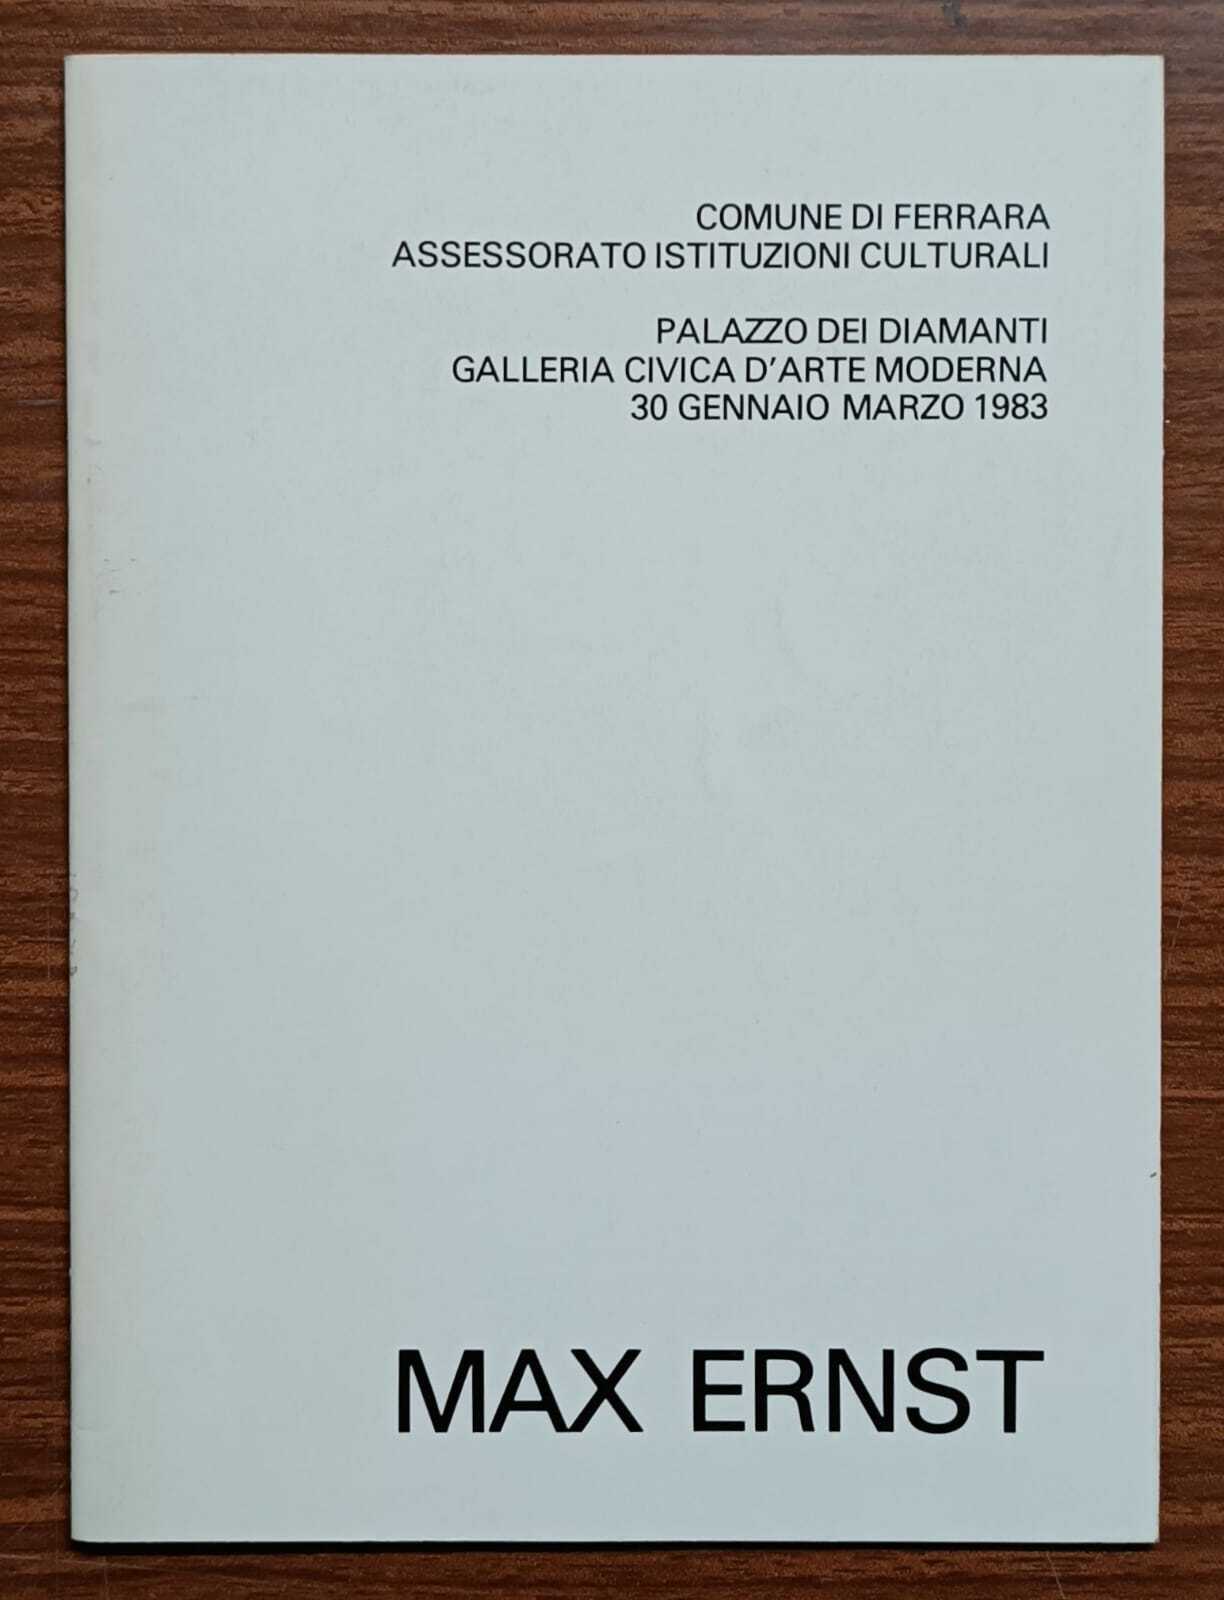 COMUNE DI FERRARA
ASSESSORATO ISTITUZIONI CULTURALI
PALAZZO DEI DIAMANTI
GALLERIA CIVICA D'ARTE MODERNA
30 GENNAIO MARZO 1983
MAX ERNST